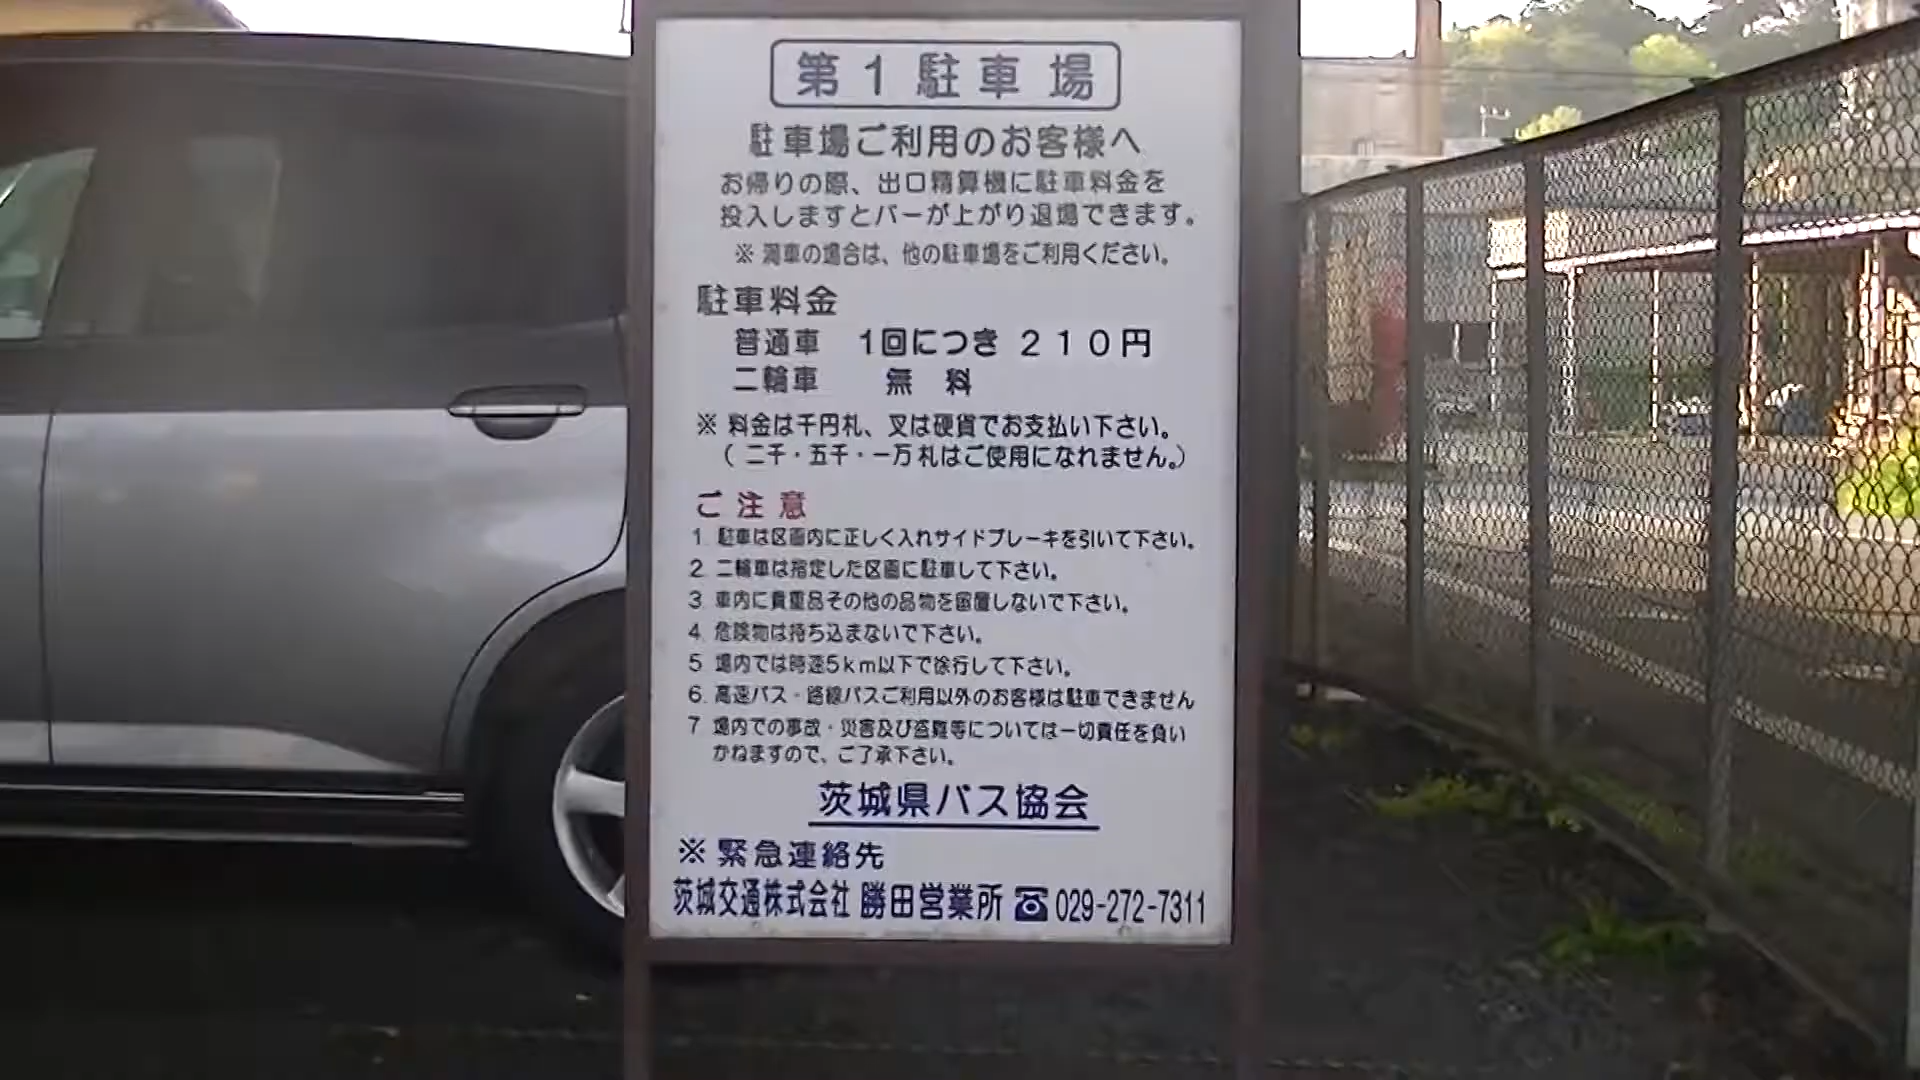 第1駐車場
駐車場ご利用のお客様へ
お帰りの際、出口精算機に駐車料金を
投入しますとバーが上がり退場できます。
※ 満車の場合は、他の駐車場をご利用ください。
駐車料金
普通車 1回につき 210円
二輪車 無 料
※ 料金は千円札、又は硬貨でお支払い下さい。
（ 二千・五千・一万札はご使用になれません。）
ご注意
1. 駐車は区画内に正しく入れサイドブレーキを引いて下さい。
2. 二輪車は指定した区画に駐車して下さい。
3. 車内に貴重品その他の品物を留置しないで下さい。
4. 危険物は持ち込まないで下さい。
5 場内では時速5km以下で徐行して下さい。
6. 高速バス・路線バスご利用以外のお客様は駐車できません
7 場内での事故・災害及び盗難等については一切責任を負い
かねますので、ご了承下さい。
茨城県バス協会
※ 緊急連絡先
茨城交通株式会社 勝田営業所 ☎ 029-272-7311